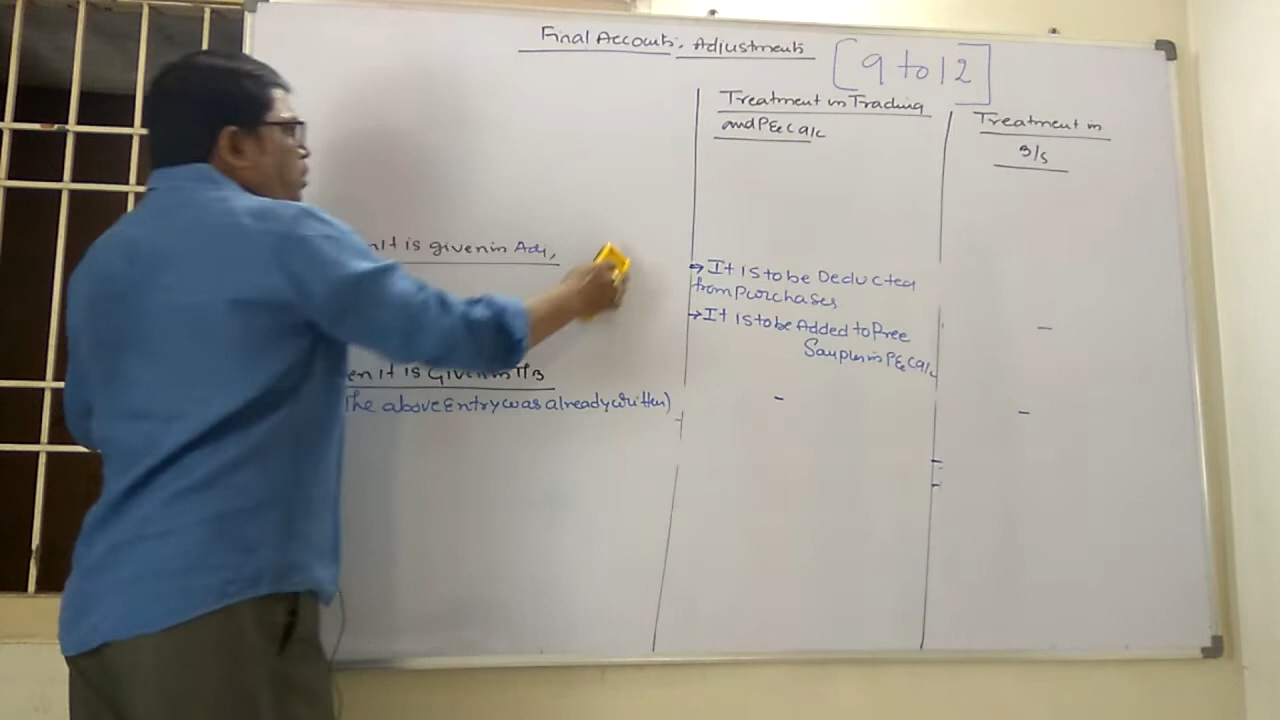 Final Accounts, Adjustments [9 to 12]
Treatment in Trading
and P&L a/c
Treatment in
B/S
It is given in Adj,
→ It Is to be Deducted
from Purchases
→ It Is to be Added to Free
Samples in P&L a/c
-
en It Is Given in T/B
The above Entry was already written)
-
-